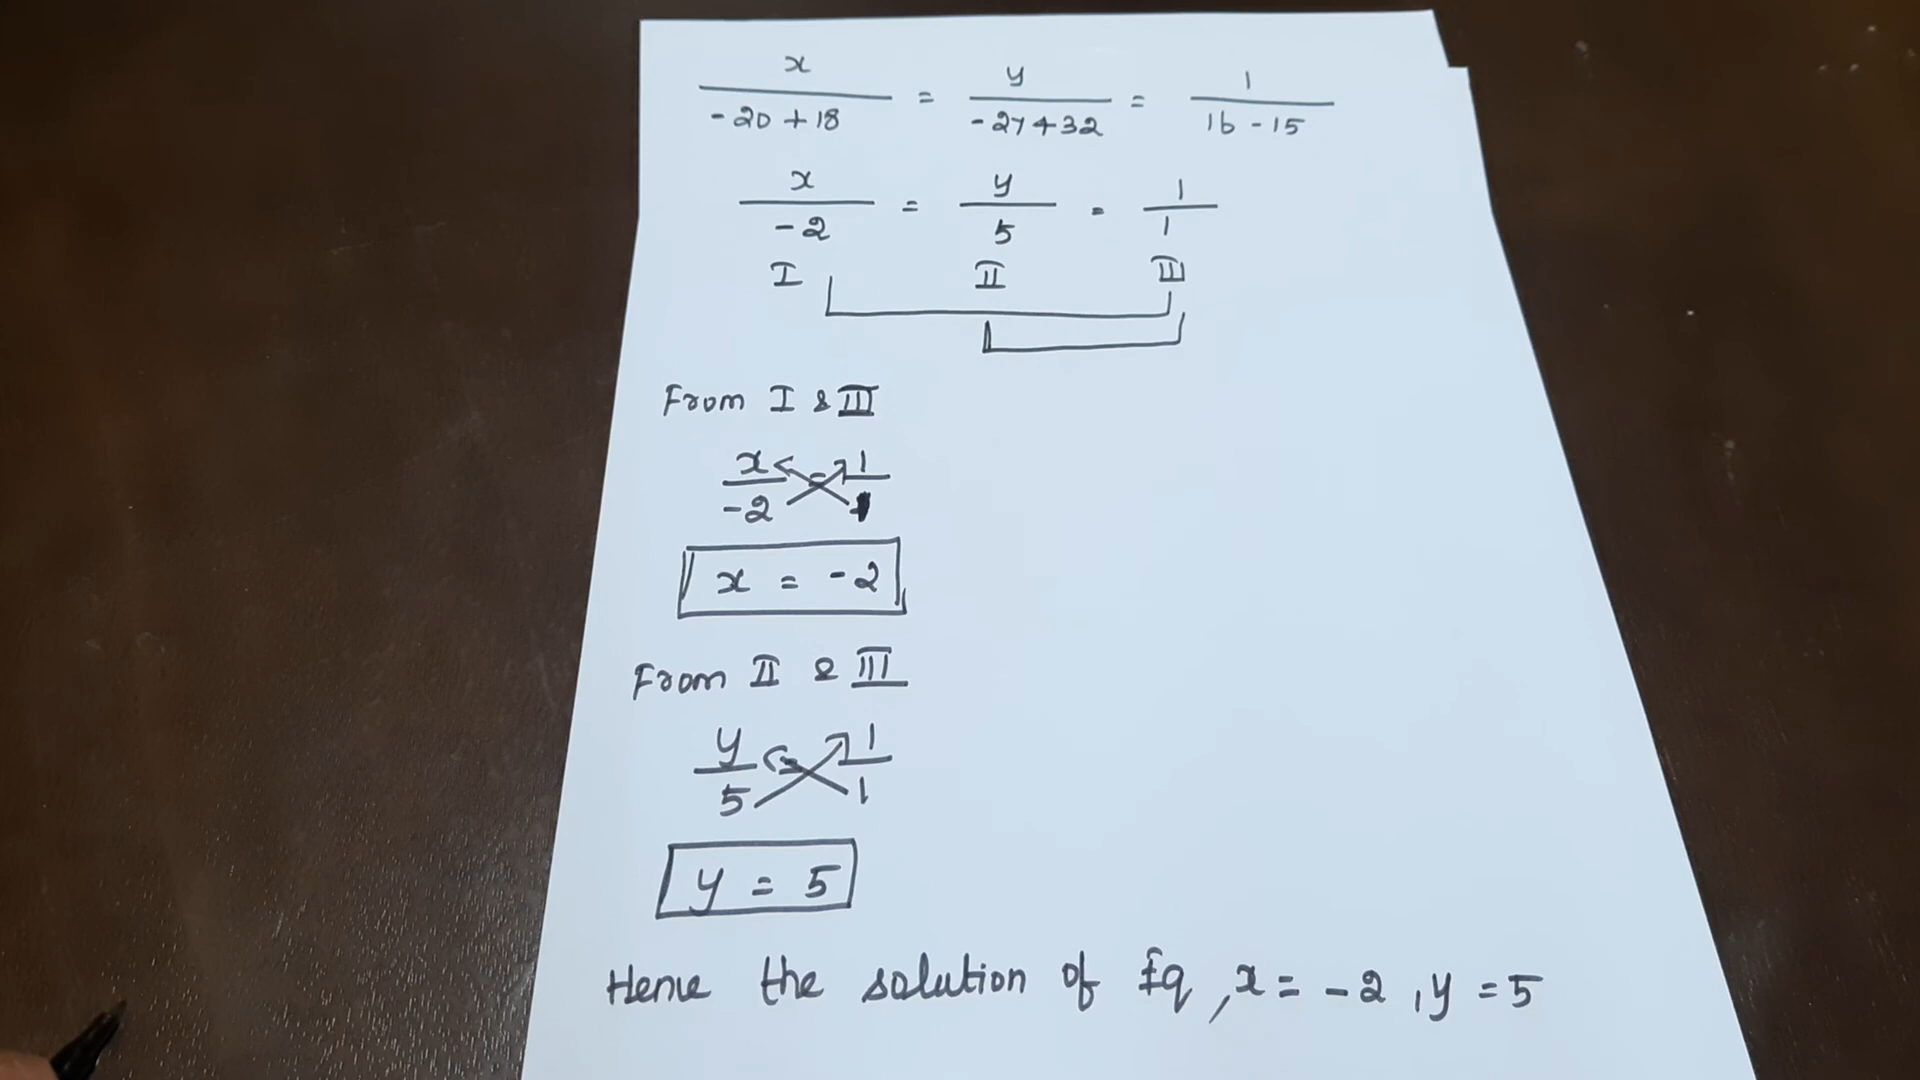 x/(-20+18) = y/(-27+32) = 1/(16-15)
x/-2 = y/5 = 1/1
I II III
From I & III
x/-2 = 1/1
x = -2
From II & III
y/5 = 1/1
y = 5
Hence the solution of Eq, x = -2, y = 5